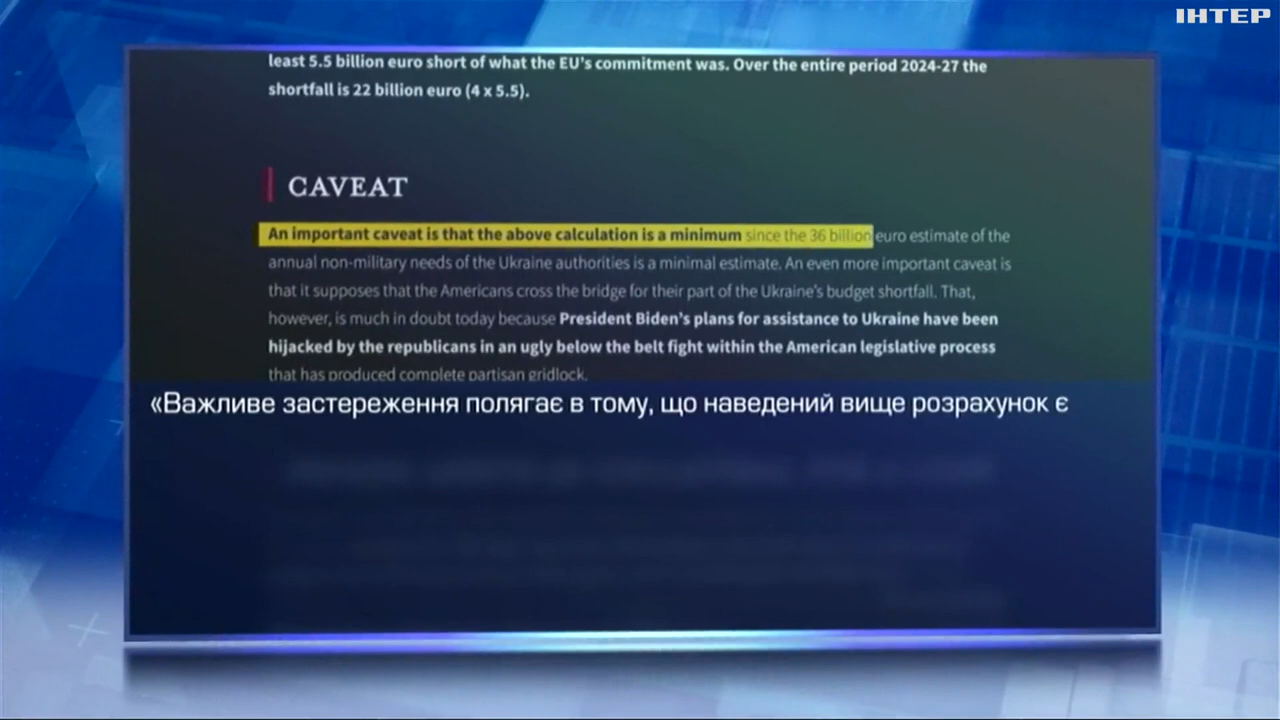 ІНТЕР
least 5.5 billion euro short of what the EU's commitment was. Over the entire period 2024-27 the
shortfall is 22 billion euro (4 x 5.5).
CAVEAT
An important caveat is that the above calculation is a minimum since the 36 billion euro estimate of the
annual non-military needs of the Ukraine authorities is a minimal estimate. An even more important caveat is
that it supposes that the Americans cross the bridge for their part of the Ukraine's budget shortfall. That,
however, is much in doubt today because President Biden's plans for assistance to Ukraine have been
hijacked by the republicans in an ugly below the belt fight within the American legislative process
that has produced complete partisan gridlock.
«Важливе застереження полягає в тому, що наведений вище розрахунок є